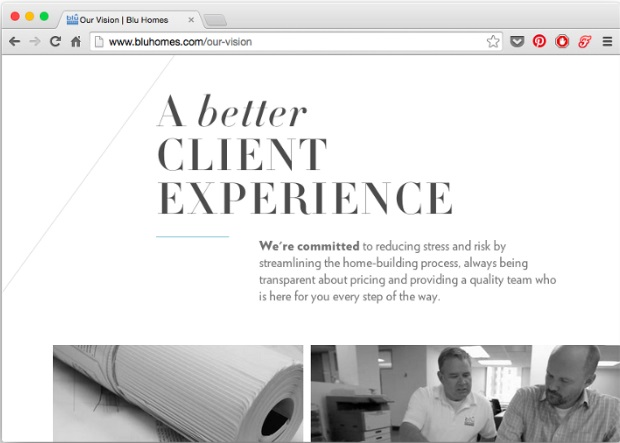 Our Vision | Blu Homes
www.bluhomes.com/our-vision
A better
CLIENT
EXPERIENCE
We're committed to reducing stress and risk by
streamlining the home-building process, always being
transparent about pricing and providing a quality team who
is here for you every step of the way.